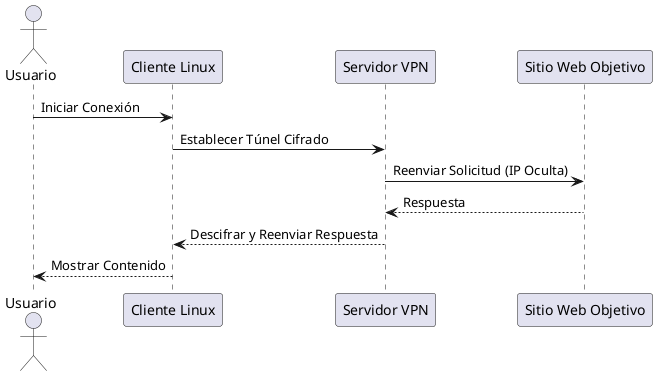 Usuario
Cliente Linux
Servidor VPN
Sitio Web Objetivo
Iniciar Conexión
Establecer Túnel Cifrado
Reenviar Solicitud (IP Oculta)
Respuesta
Descifrar y Reenviar Respuesta
Mostrar Contenido
Usuario
Cliente Linux
Servidor VPN
Sitio Web Objetivo